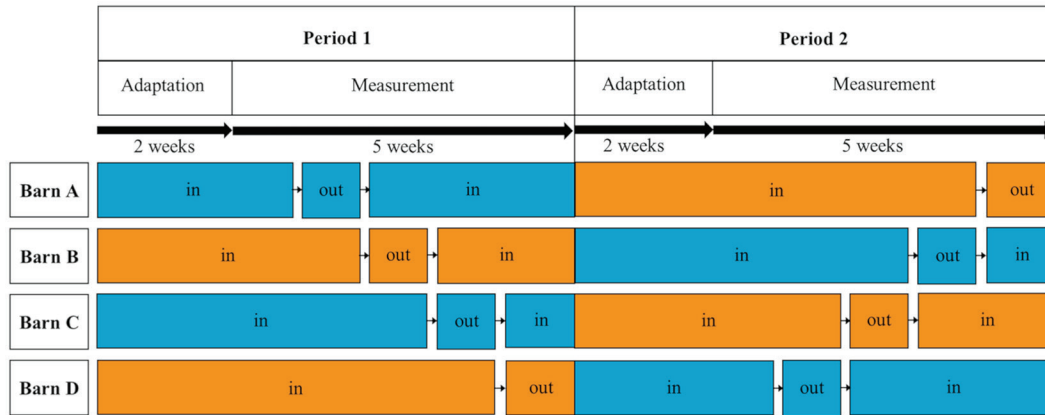 Period 1 Period 2
Adaptation Measurement Adaptation Measurement
2 weeks 5 weeks 2 weeks 5 weeks
Barn A in out in in out
Barn B in out in in out in
Barn C in out in in out in
Barn D in out in out in